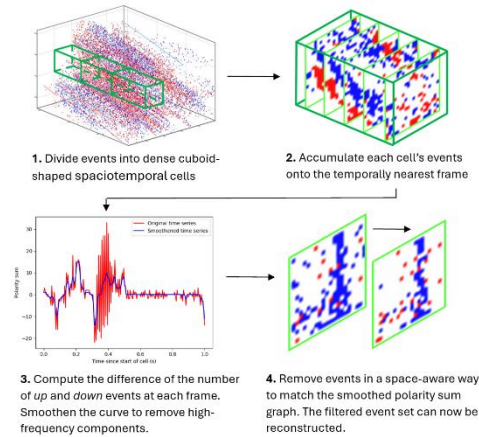 1. Divide events into dense cuboid-
shaped spaciotemporal cells
2. Accumulate each cell's events
onto the temporally nearest frame
Original time series
Smoothened time series
Polarity sum
30
20
10
0
−10
−20
0.0 0.2 0.4 0.6 0.8 1.0
Time since start of cell (s)
3. Compute the difference of the number
of up and down events at each frame.
Smoothen the curve to remove high-
frequency components.
4. Remove events in a space-aware way
to match the smoothed polarity sum
graph. The filtered event set can now be
reconstructed.